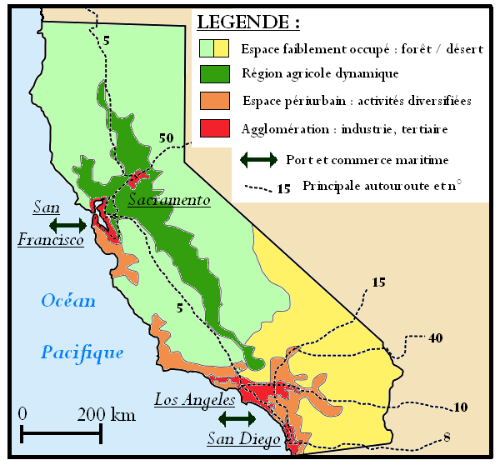 LEGENDE :
Espace faiblement occupé : forêt / désert
Région agricole dynamique
Espace périurbain : activités diversifiées
Agglomération : industrie, tertiaire
Port et commerce maritime
15 Principale autouroute et n°
5
50
Sacramento
San
Francisco
Océan
Pacifique
5
15
40
Los Angeles
10
San Diego
8
0 200 km